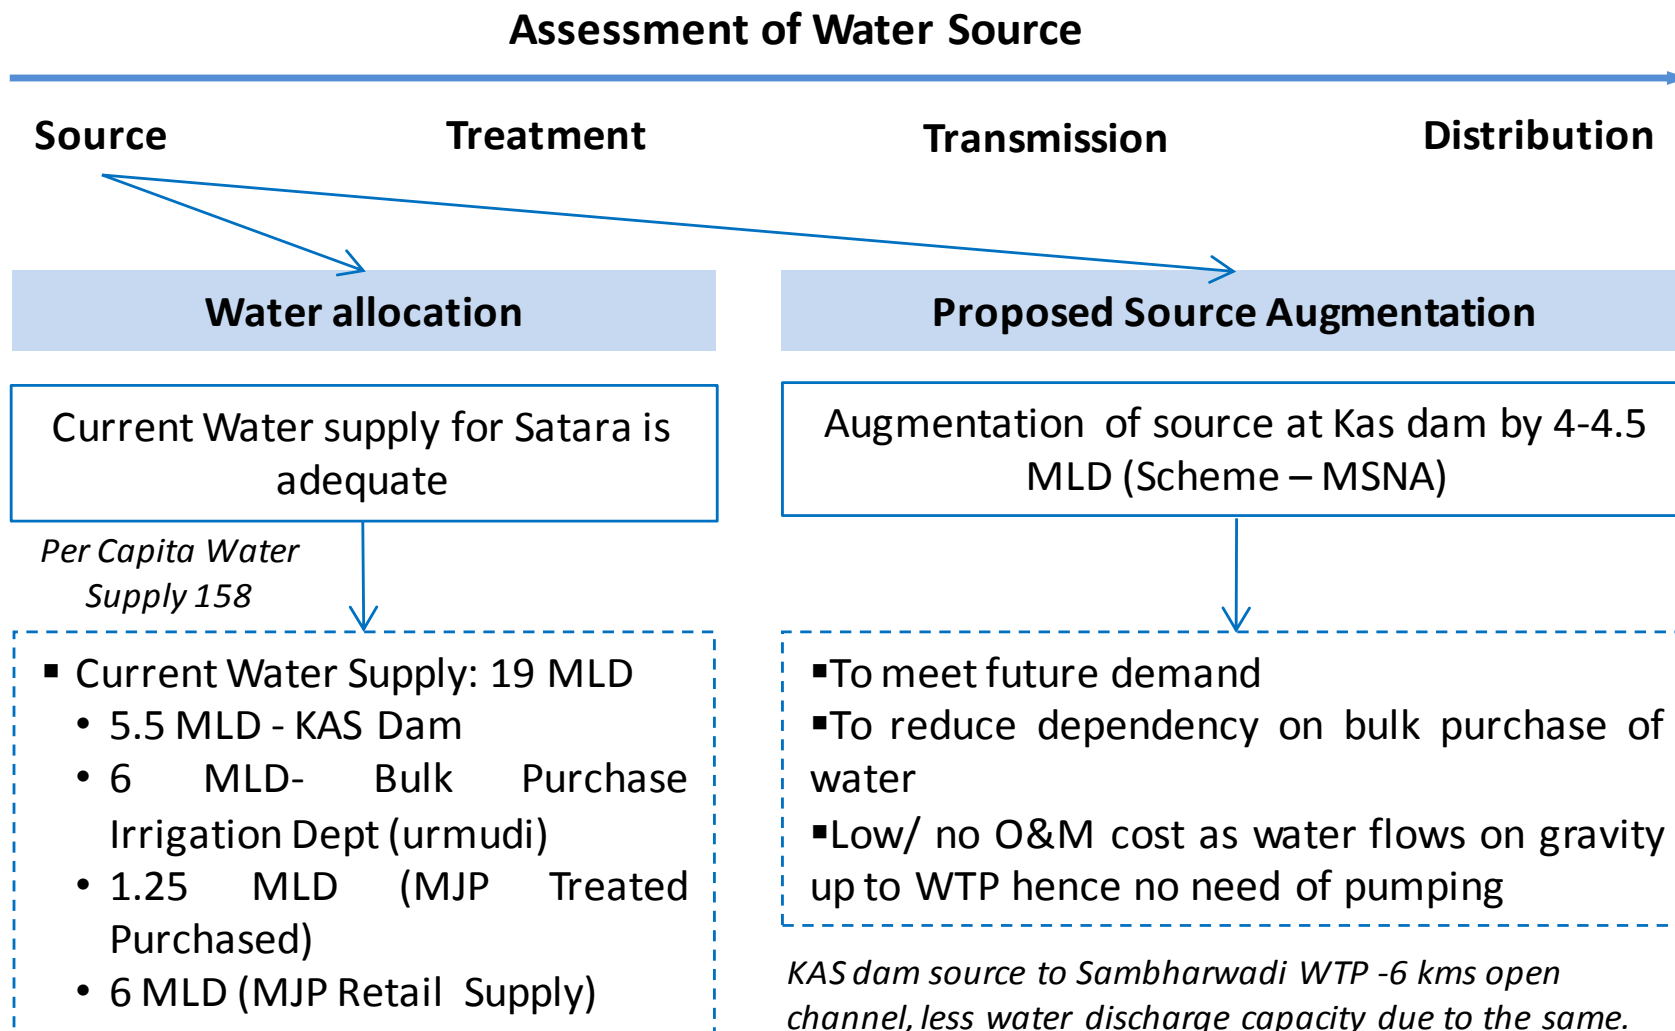 Assessment of Water Source
Source
Treatment
Transmission
Distribution
Water allocation
Current Water supply for Satara is
adequate
Per Capita Water
Supply 158
▪ Current Water Supply: 19 MLD
• 5.5 MLD - KAS Dam
• 6 MLD- Bulk Purchase
Irrigation Dept (urmudi)
• 1.25 MLD (MJP Treated
Purchased)
• 6 MLD (MJP Retail Supply)
Proposed Source Augmentation
Augmentation of source at Kas dam by 4-4.5
MLD (Scheme – MSNA)
▪To meet future demand
▪To reduce dependency on bulk purchase of
water
▪Low/ no O&M cost as water flows on gravity
up to WTP hence no need of pumping
KAS dam source to Sambharwadi WTP -6 kms open
channel, less water discharge capacity due to the same.